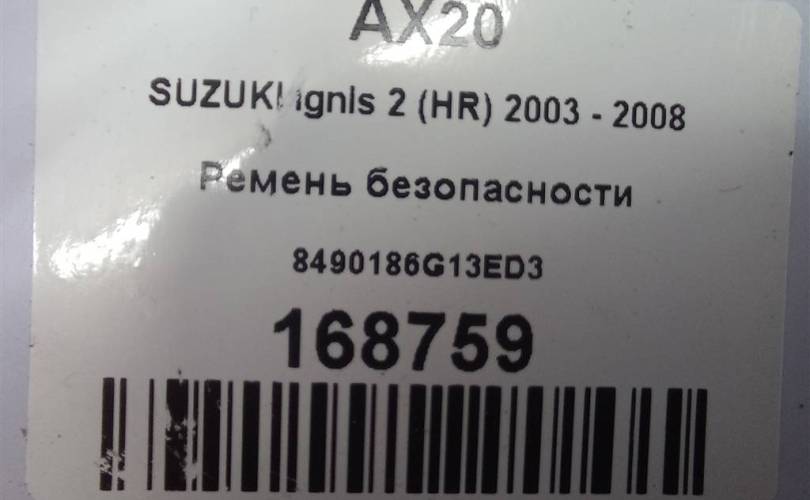 AX20
SUZUKI Ignis 2 (HR) 2003 - 2008
Ремень безопасности
8490186G13ED3
168759